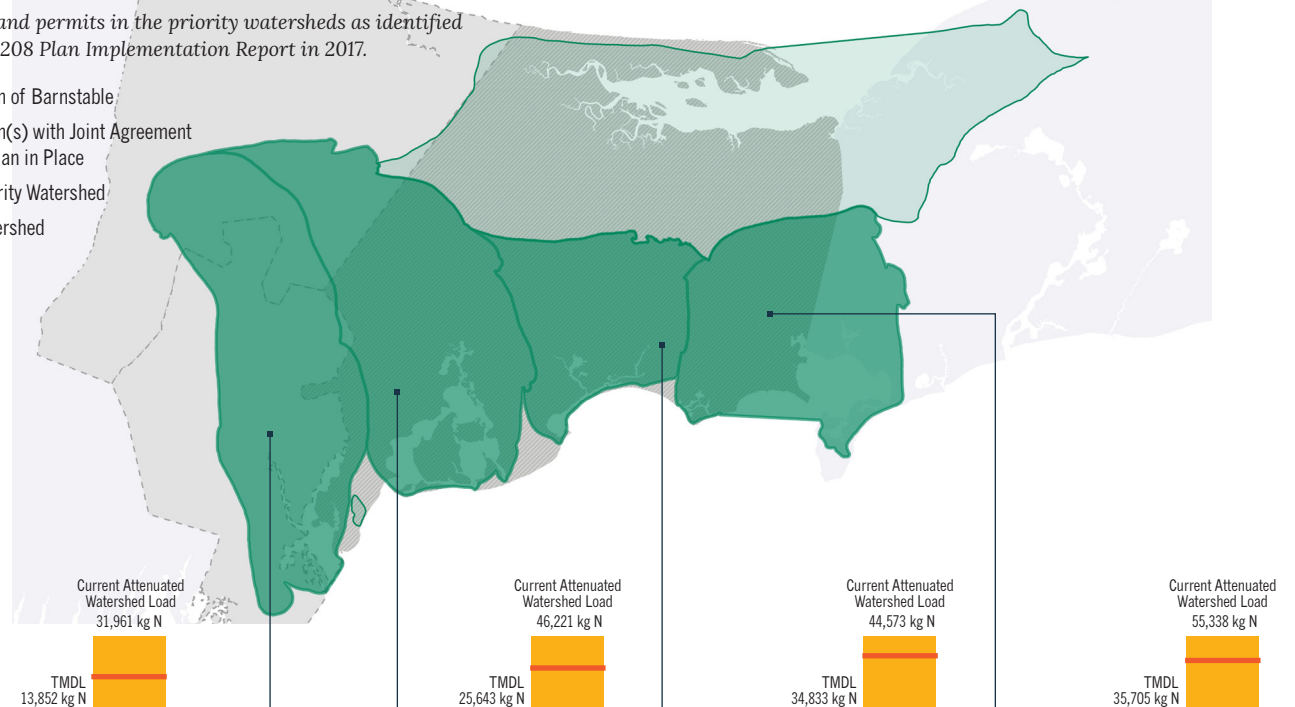 and permits in the priority watersheds as identified
208 Plan Implementation Report in 2017.
of Barnstable
with Joint Agreement
in Place
Watershed
Current Attenuated
Watershed Load
31,961 kg N
TMDL
13,852 kg N
Current Attenuated
Watershed Load
46,221 kg N
TMDL
25,643 kg N
Current Attenuated
Watershed Load
44,573 kg N
TMDL
34,833 kg N
Current Attenuated
Watershed Load
55,338 kg N
TMDL
35,705 kg N